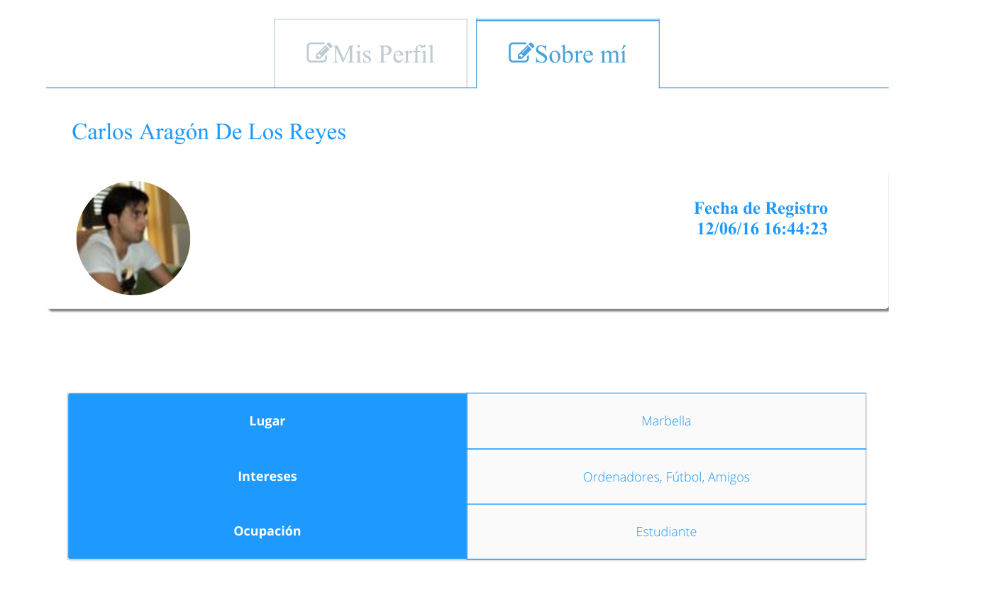 Mis Perfil
Sobre mí
Carlos Aragón De Los Reyes
Fecha de Registro
12/06/16 16:44:23
Lugar
Marbella
Intereses
Ordenadores, Fútbol, Amigos
Ocupación
Estudiante